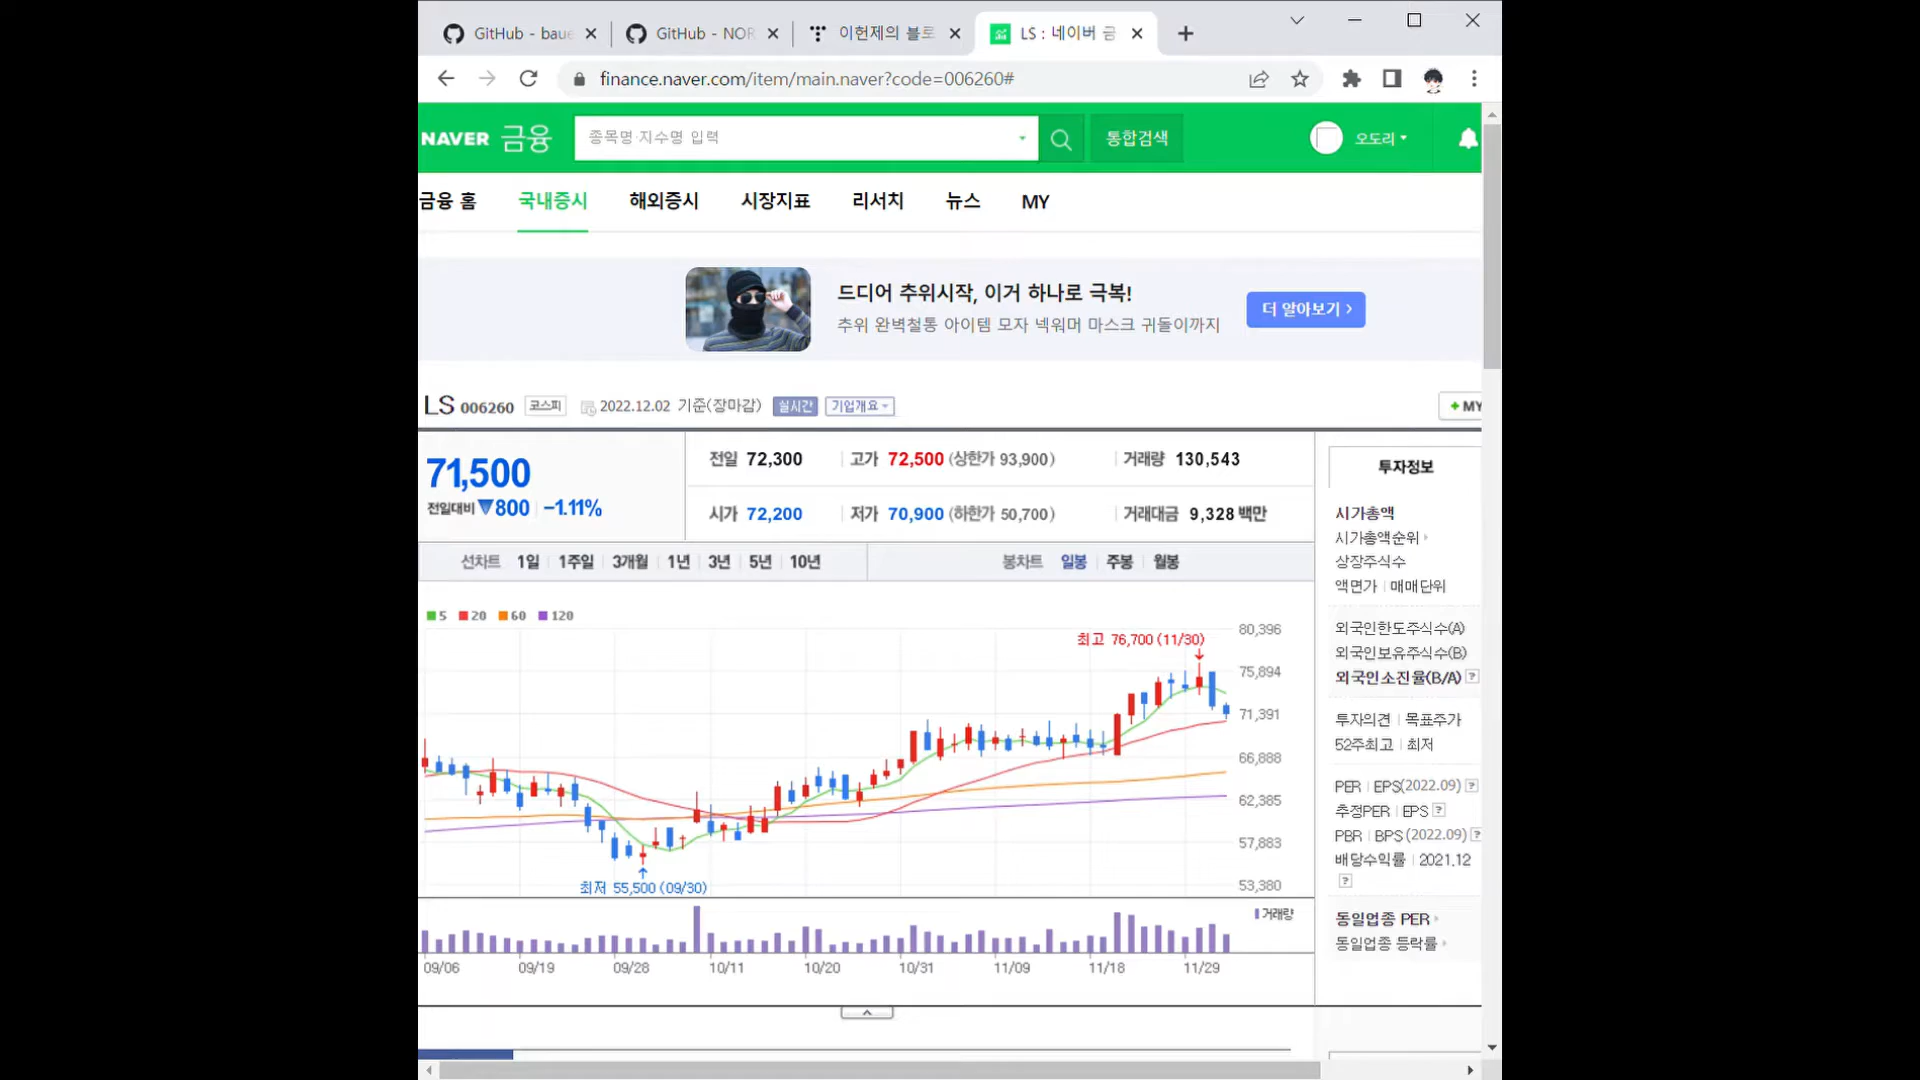 GitHub - baue
GitHub - NOR
이헌제의 블로
LS : 네이버 금
finance.naver.com/item/main.naver?code=006260#
NAVER 금융
종목명·지수명 입력
통합검색
오도리
금융 홈 국내증시 해외증시 시장지표 리서치 뉴스 MY
드디어 추위시작, 이거 하나로 극복!
추위 완벽철통 아이템 모자 넥워머 마스크 귀돌이까지
더 알아보기 >
LS 006260 코스피 2022.12.02 기준(장마감) 실시간 기업개요
+ MY
71,500
전일대비 ▼800 -1.11%
전일 72,300 고가 72,500 (상한가 93,900) 거래량 130,543
시가 72,200 저가 70,900 (하한가 50,700) 거래대금 9,328 백만
선차트 1일 1주일 3개월 1년 3년 5년 10년
봉차트 일봉 주봉 월봉
5 20 60 120
최고 76,700 (11/30)
최저 55,500 (09/30)
80,396
75,894
71,391
66,888
62,385
57,883
53,380
거래량
09/06 09/19 09/28 10/11 10/20 10/31 11/09 11/18 11/29
투자정보
시가총액
시가총액순위
상장주식수
액면가 | 매매단위
외국인한도주식수(A)
외국인보유주식수(B)
외국인소진율(B/A) ?
투자의견 | 목표주가
52주최고 | 최저
PER | EPS(2022.09) ?
추정PER | EPS ?
PBR | BPS (2022.09) ?
배당수익률 | 2021.12
?
동일업종 PER
동일업종 등락률